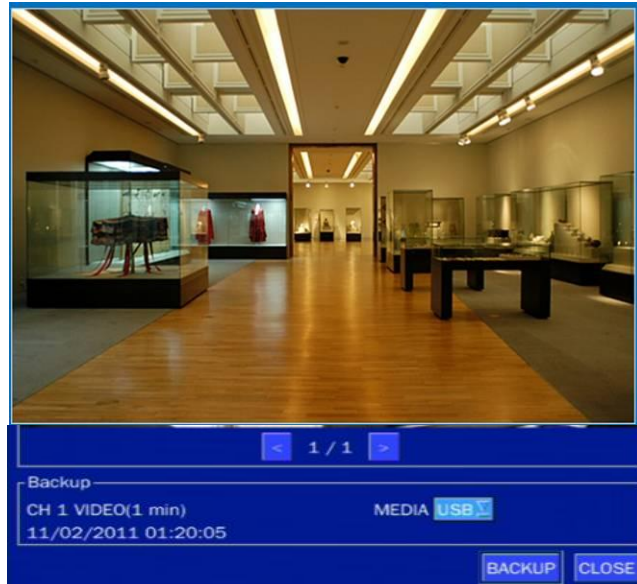 < 1 / 1 >
Backup
CH 1 VIDEO(1 min) MEDIA USB
11/02/2011 01:20:05
BACKUP CLOSE